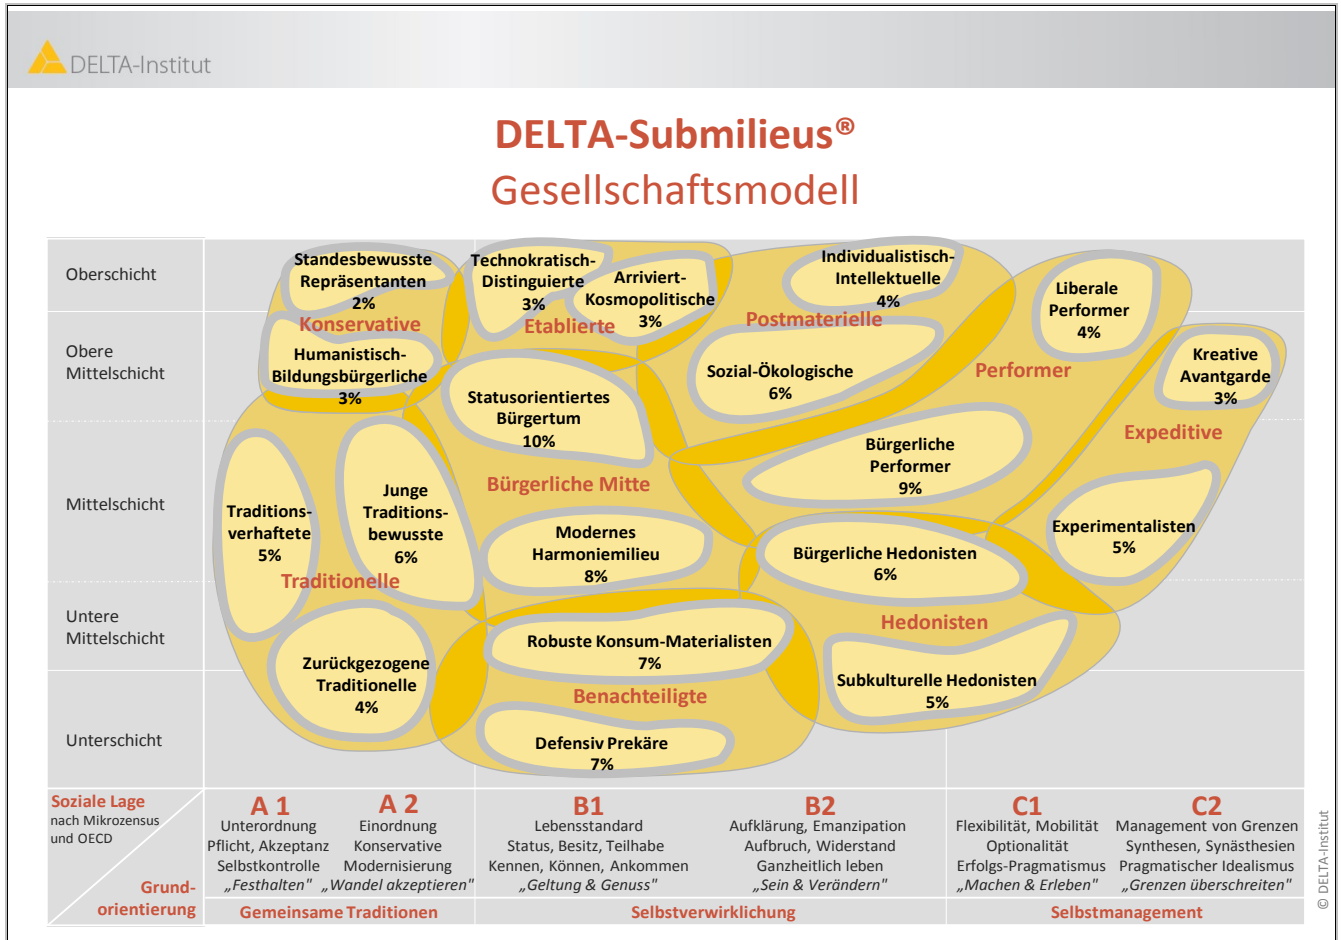 DELTA-Institut
DELTA-Submilieus®
Gesellschaftsmodell
Oberschicht
Obere
Mittelschicht
Mittelschicht
Untere
Mittelschicht
Unterschicht
Standesbewusste
Repräsentanten
2%
Konservative
Humanistisch-
Bildungsbürgerliche
3%
Technokratisch-
Distinguierte
3%
Arriviert-
Kosmopolitische
3%
Etablierte
Individualistisch-
Intellektuelle
4%
Postmaterielle
Sozial-Ökologische
6%
Liberale
Performer
4%
Performer
Kreative
Avantgarde
3%
Expeditive
Statusorientiertes
Bürgertum
10%
Bürgerliche Mitte
Bürgerliche
Performer
9%
Traditions-
verhaftete
5%
Junge
Traditions-
bewusste
6%
Traditionelle
Modernes
Harmoniemilieu
8%
Bürgerliche Hedonisten
6%
Experimentalisten
5%
Hedonisten
Zurückgezogene
Traditionelle
4%
Robuste Konsum-Materialisten
7%
Benachteiligte
Subkulturelle Hedonisten
5%
Defensiv Prekäre
7%
Soziale Lage
nach Mikrozensus
und OECD
Grund-
orientierung
A 1
Unterordnung
Pflicht, Akzeptanz
Selbstkontrolle
„Festhalten"
A 2
Einordnung
Konservative
Modernisierung
„Wandel akzeptieren"
B1
Lebensstandard
Status, Besitz, Teilhabe
Kennen, Können, Ankommen
„Geltung & Genuss"
B2
Aufklärung, Emanzipation
Aufbruch, Widerstand
Ganzheitlich leben
„Sein & Verändern"
C1
Flexibilität, Mobilität
Optionalität
Erfolgs-Pragmatismus
„Machen & Erleben"
C2
Management von Grenzen
Synthesen, Synästhesien
Pragmatischer Idealismus
„Grenzen überschreiten"
Gemeinsame Traditionen
Selbstverwirklichung
Selbstmanagement
© DELTA-Institut